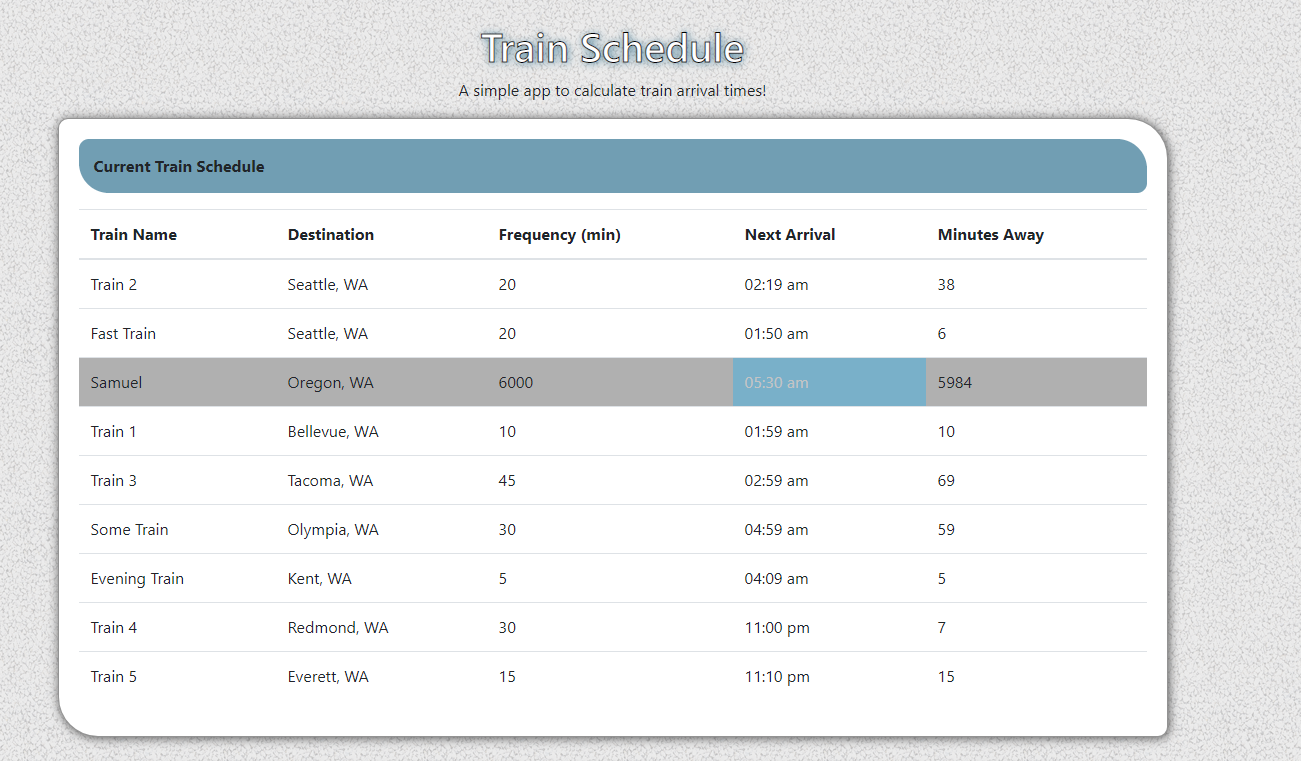 Train Schedule
A simple app to calculate train arrival times!
Current Train Schedule
Train Name Destination Frequency (min) Next Arrival Minutes Away
Train 2 Seattle, WA 20 02:19 am 38
Fast Train Seattle, WA 20 01:50 am 6
Samuel Oregon, WA 6000 05:30 am 5984
Train 1 Bellevue, WA 10 01:59 am 10
Train 3 Tacoma, WA 45 02:59 am 69
Some Train Olympia, WA 30 04:59 am 59
Evening Train Kent, WA 5 04:09 am 5
Train 4 Redmond, WA 30 11:00 pm 7
Train 5 Everett, WA 15 11:10 pm 15